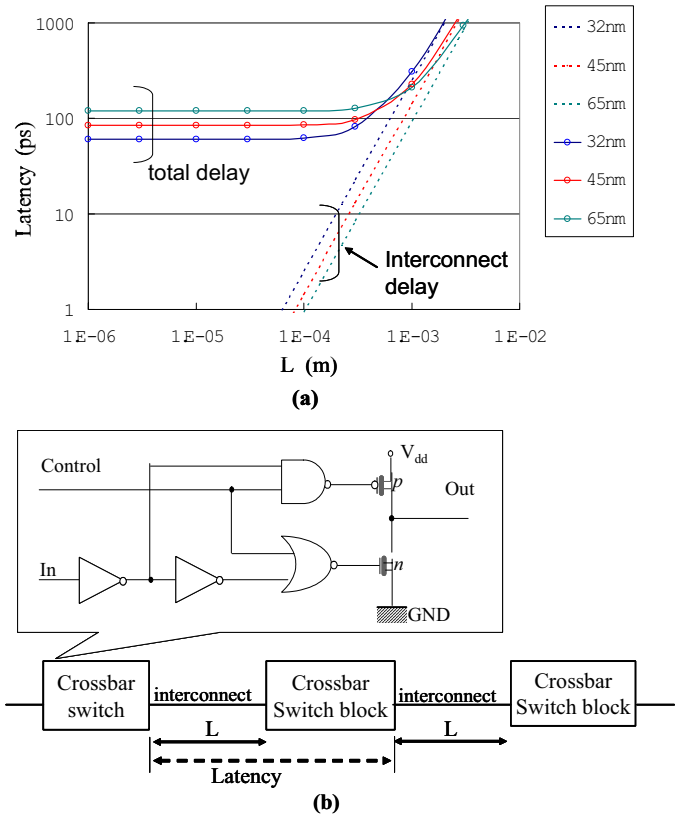 1000
100
10
1
Latency (ps)
total delay
Interconnect
delay
1E-06 1E-05 1E-04 1E-03 1E-02
L (m)
32nm
45nm
65nm
32nm
45nm
65nm
(a)
Control
In
Vdd
p
Out
n
GND
Crossbar
switch
interconnect
L
Crossbar
Switch block
interconnect
L
Crossbar
Switch block
Latency
(b)